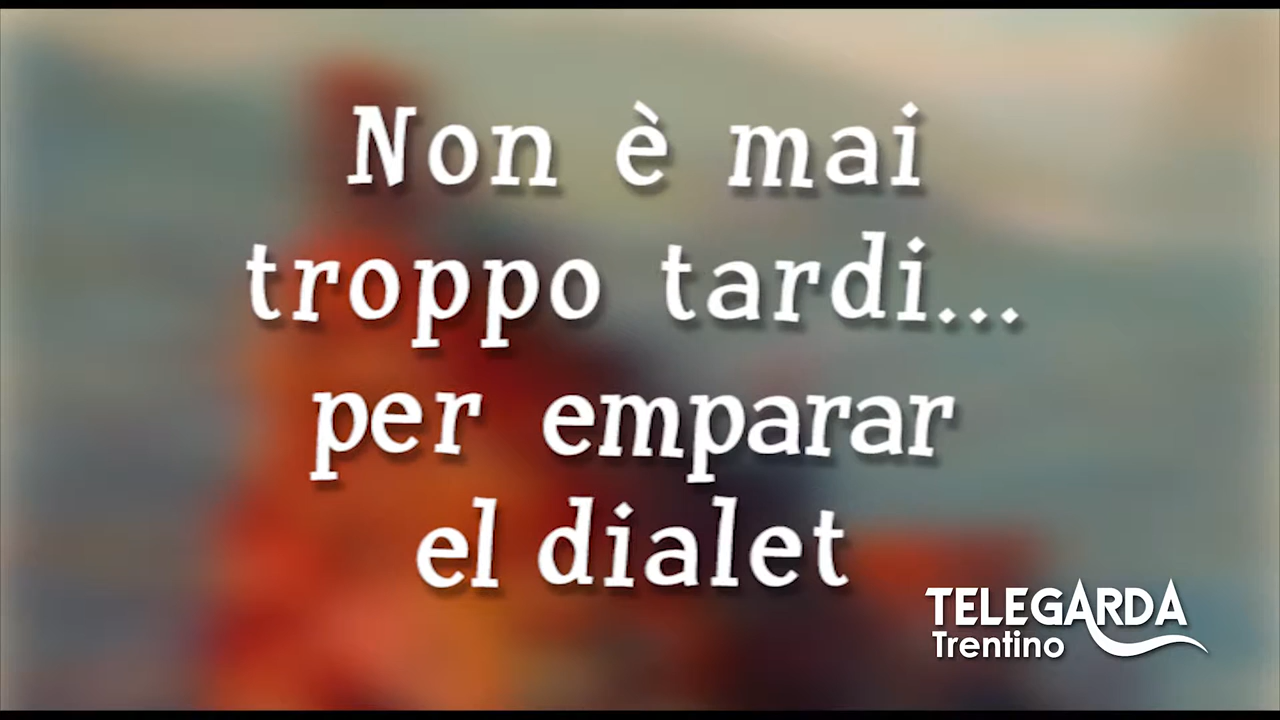 Non è mai
troppo tardi...
per emparar
el dialet
TELEGARDA
Trentino